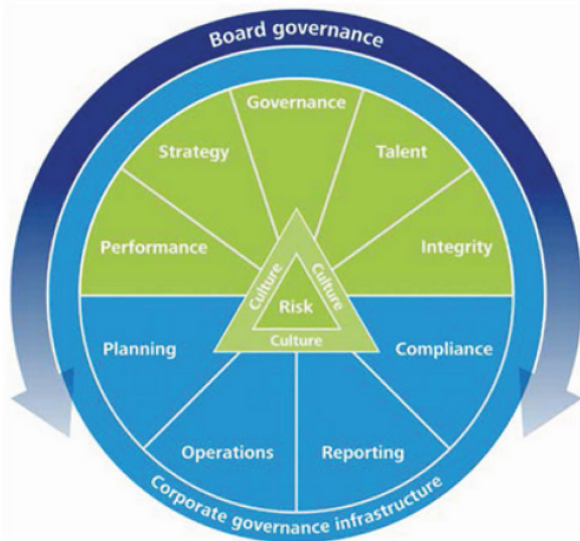 Board governance
Governance
Strategy
Talent
Performance
Integrity
Culture
Culture
Risk
Culture
Planning
Compliance
Operations
Reporting
Corporate governance infrastructure